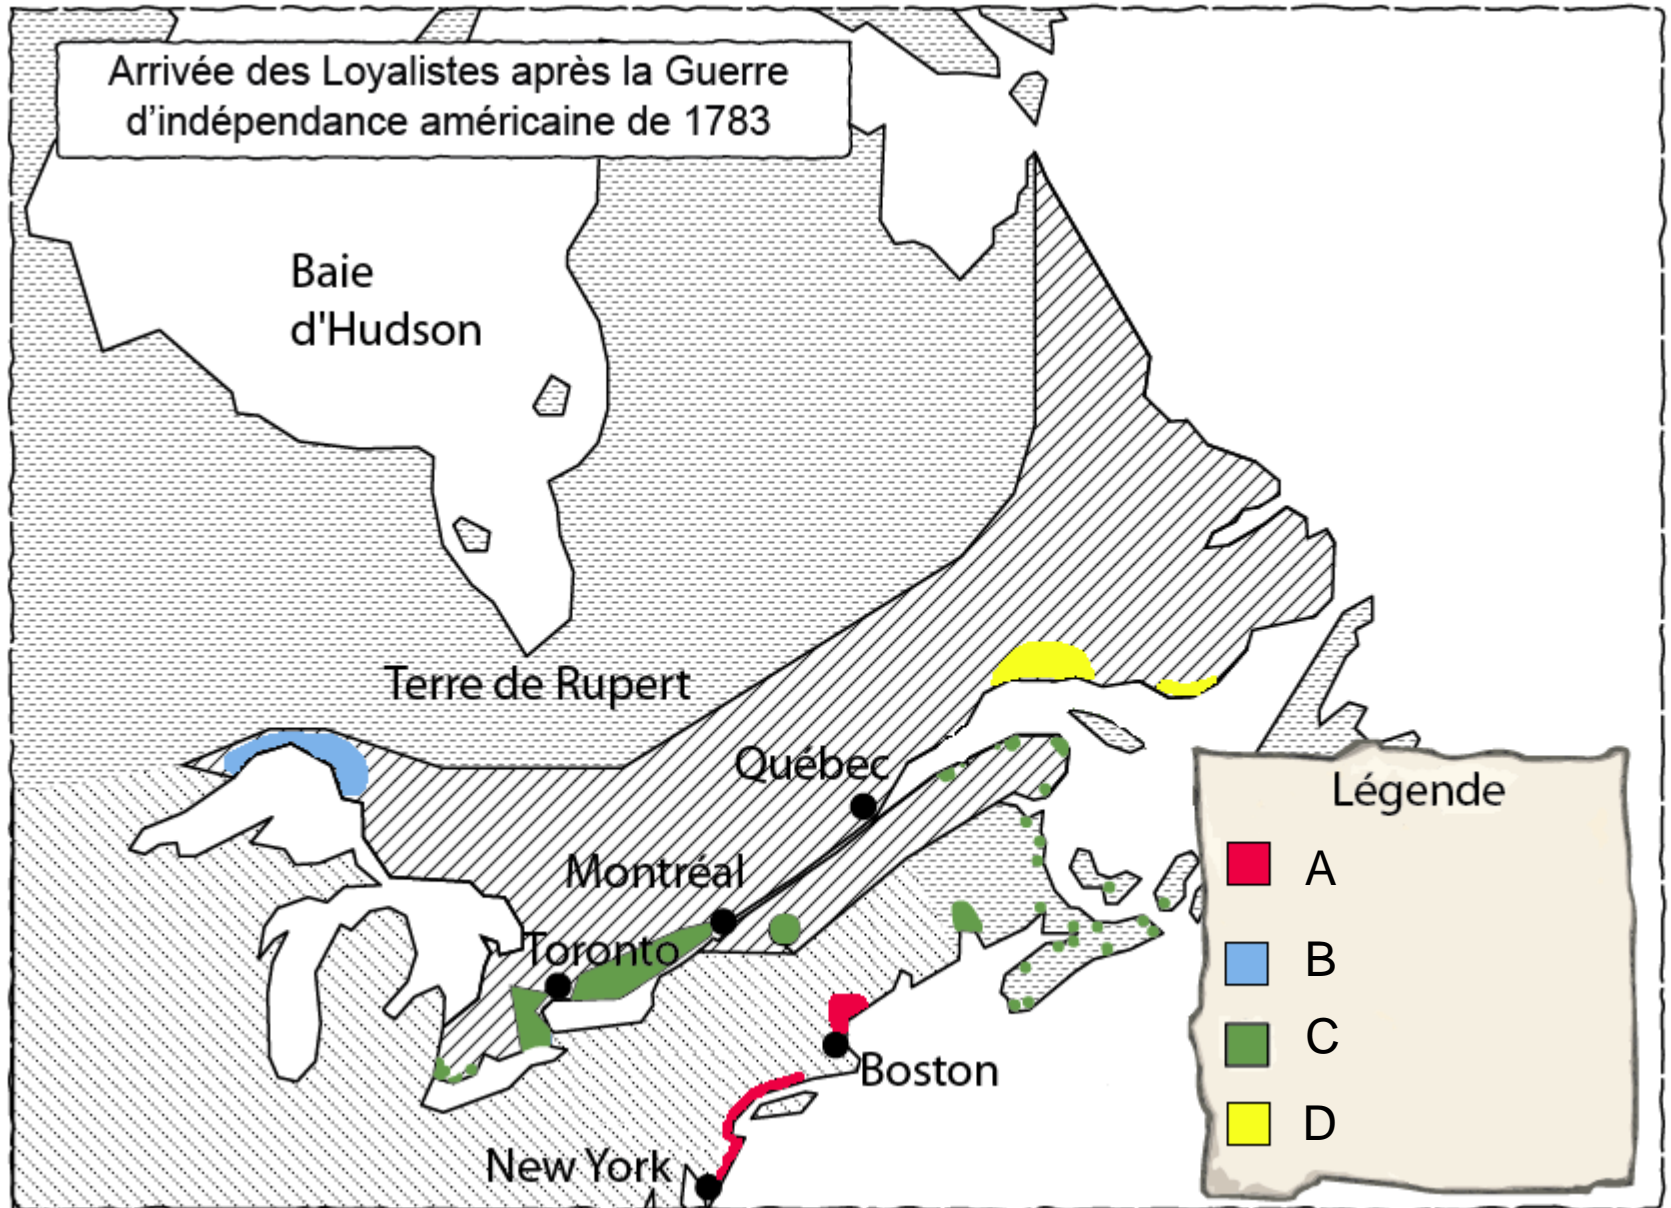 Arrivée des Loyalistes après la Guerre
d'indépendance américaine de 1783
Baie
d'Hudson
Terre de Rupert
Québec
Montréal
Toronto
Boston
New York
Légende
A
B
C
D